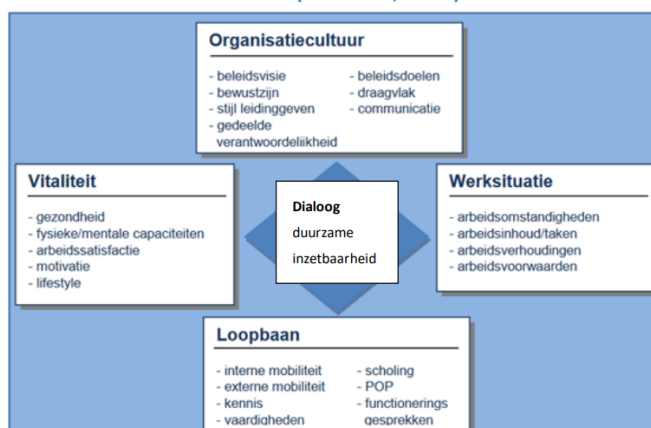 Organisatiecultuur
- beleidsvisie
- bewustzijn
- stijl leidinggeven
- gedeelde
verantwoordelijkheid
- beleidsdoelen
- draagvlak
- communicatie
Vitaliteit
- gezondheid
- fysieke/mentale capaciteiten
- arbeidssatisfactie
- motivatie
- lifestyle
Dialoog
duurzame
inzetbaarheid
Werksituatie
- arbeidsomstandigheden
- arbeidsinhoud/taken
- arbeidsverhoudingen
- arbeidsvoorwaarden
Loopbaan
- interne mobiliteit
- externe mobiliteit
- kennis
- vaardigheden
- scholing
- POP
- functionerings
gesprekken